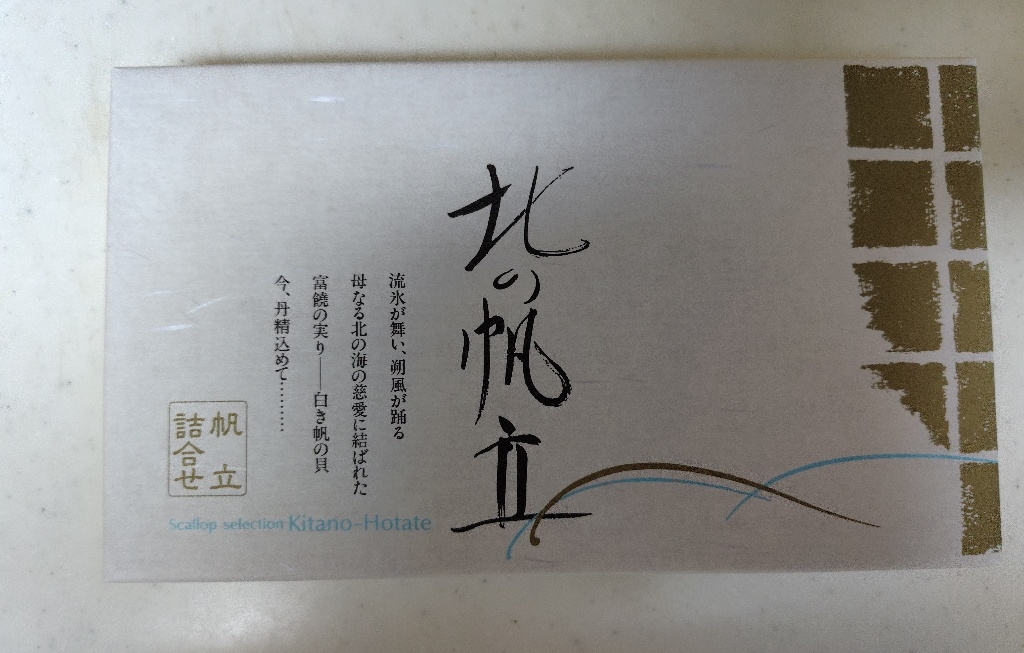 北の帆立
流氷が舞い、朔風が踊る
母なる北の海の慈愛に結ばれた
富饒の実り——白き帆の貝
今、丹精込めて…………
帆立
詰合せ
Scallop selection Kitano-Hotate